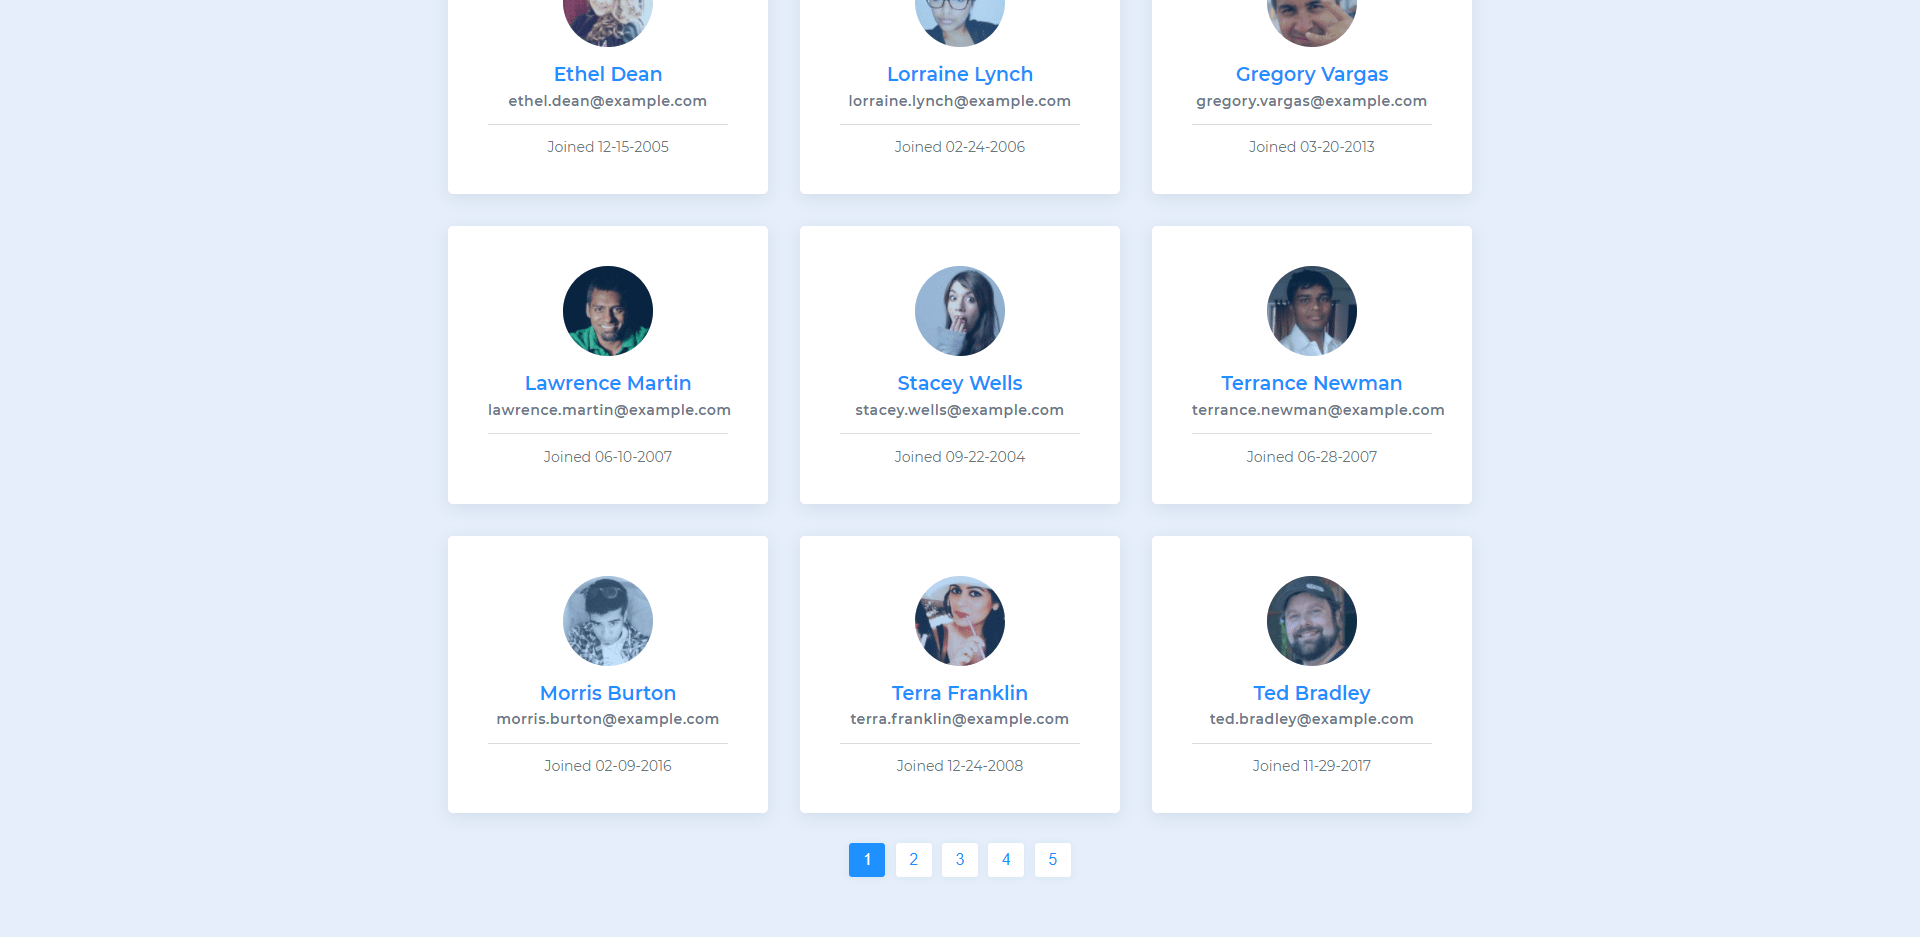 Ethel Dean
ethel.dean@example.com
Joined 12-15-2005
Lorraine Lynch
lorraine.lynch@example.com
Joined 02-24-2006
Gregory Vargas
gregory.vargas@example.com
Joined 03-20-2013
Lawrence Martin
lawrence.martin@example.com
Joined 06-10-2007
Stacey Wells
stacey.wells@example.com
Joined 09-22-2004
Terrance Newman
terrance.newman@example.com
Joined 06-28-2007
Morris Burton
morris.burton@example.com
Joined 02-09-2016
Terra Franklin
terra.franklin@example.com
Joined 12-24-2008
Ted Bradley
ted.bradley@example.com
Joined 11-29-2017
1 2 3 4 5